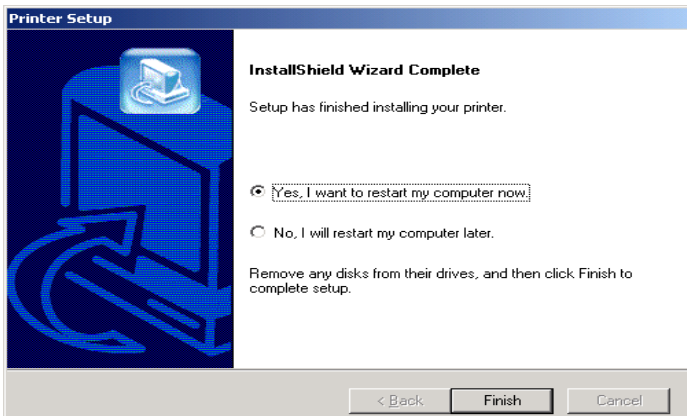 Printer Setup
InstallShield Wizard Complete
Setup has finished installing your printer.
Yes, I want to restart my computer now.
No, I will restart my computer later.
Remove any disks from their drives, and then click Finish to
complete setup.
< Back Finish Cancel